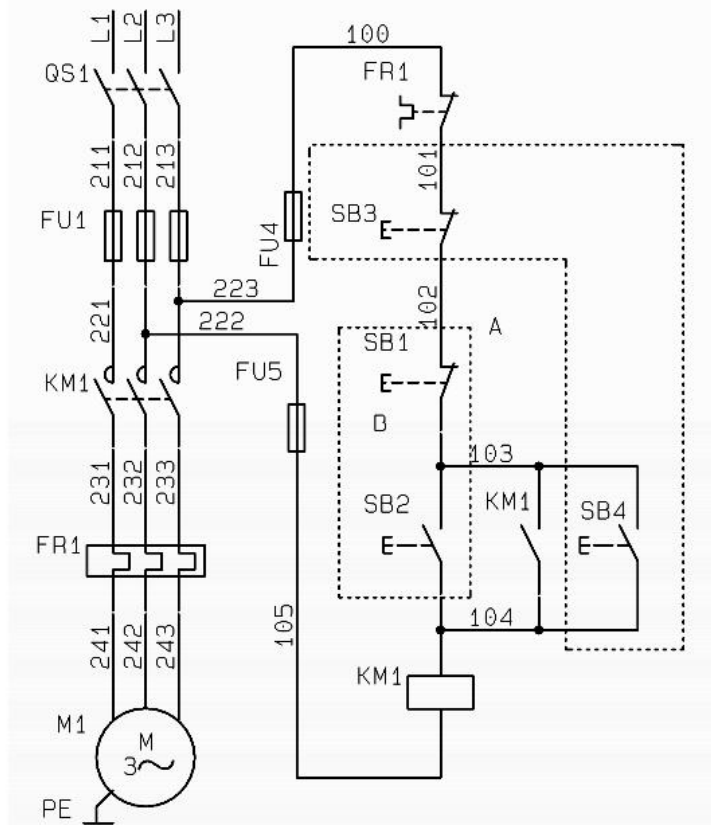 L1 L2 L3
QS1
211 212 213
FU1
221
KM1
231 232 233
FR1
241 242 243
M1
M
3
PE
100
FR1
101
SB3
FU4
223
222
102
A
SB1
FU5
B
103
SB2
KM1
SB4
104
105
KM1